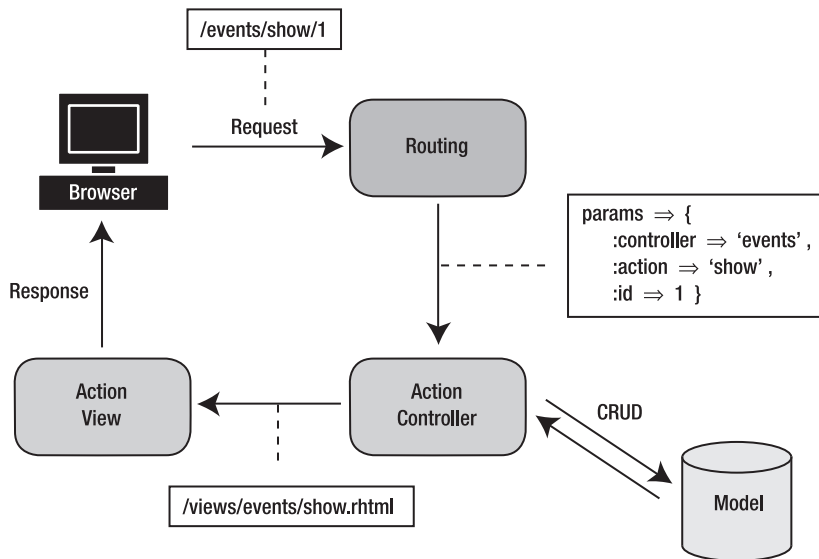 /events/show/1
Request
Routing
Browser
params ⇒ {
:controller ⇒ ‘events’ ,
:action ⇒ ‘show’ ,
:id ⇒ 1 }
Response
Action
View
Action
Controller
CRUD
/views/events/show.rhtml
Model